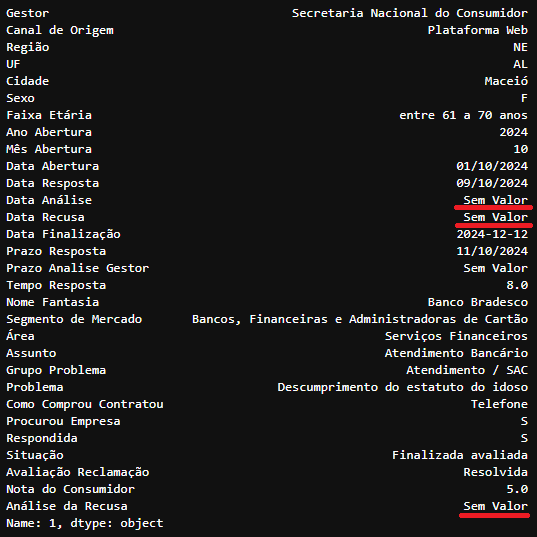 Gestor Secretaria Nacional do Consumidor
Canal de Origem Plataforma Web
Região NE
UF AL
Cidade Maceió
Sexo F
Faixa Etária entre 61 a 70 anos
Ano Abertura 2024
Mês Abertura 10
Data Abertura 01/10/2024
Data Resposta 09/10/2024
Data Análise Sem Valor
Data Recusa Sem Valor
Data Finalização 2024-12-12
Prazo Resposta 11/10/2024
Prazo Analise Gestor Sem Valor
Tempo Resposta 8.0
Nome Fantasia Banco Bradesco
Segmento de Mercado Bancos, Financeiras e Administradoras de Cartão
Área Serviços Financeiros
Assunto Atendimento Bancário
Grupo Problema Atendimento / SAC
Problema Descumprimento do estatuto do idoso
Como Comprou Contratou Telefone
Procurou Empresa S
Respondida S
Situação Finalizada avaliada
Avaliação Reclamação Resolvida
Nota do Consumidor 5.0
Análise da Recusa Sem Valor
Name: 1, dtype: object